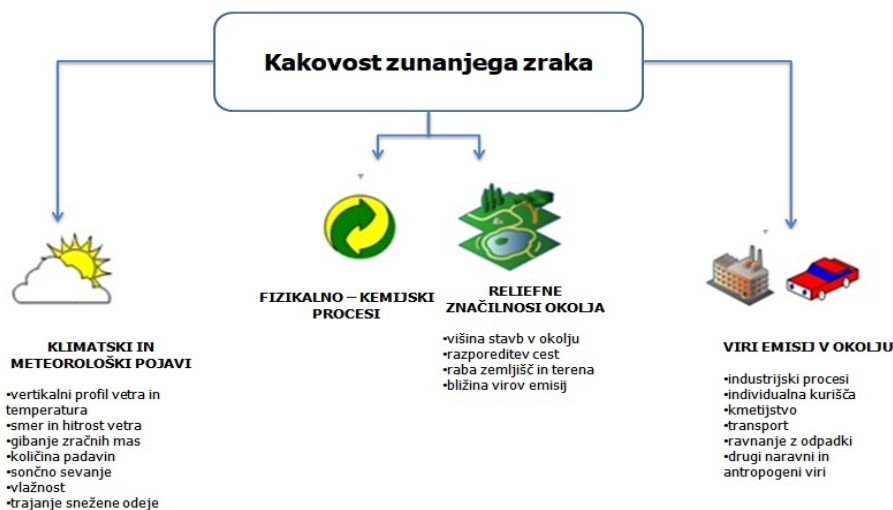 Kakovost zunanjega zraka
KLIMATSKI IN
METEOROLOŠKI POJAVI
•vertikalni profil vetra in
temperatura
•smer in hitrost vetra
•gibanje zračnih mas
•količina padavin
•sončno sevanje
•vlažnost
•trajanje snežene odeje
FIZIKALNO – KEMIJSKI
PROCESI
RELIEFNE
ZNAČILNOSI OKOLJA
•višina stavb v okolju
•razporeditev cest
•raba zemljišč in terena
•bližina virov emisij
VIRI EMISIJ V OKOLJU
•industrijski procesi
•individualna kurišča
•kmetijstvo
•transport
•ravnanje z odpadki
•drugi naravni in
antropogeni viri